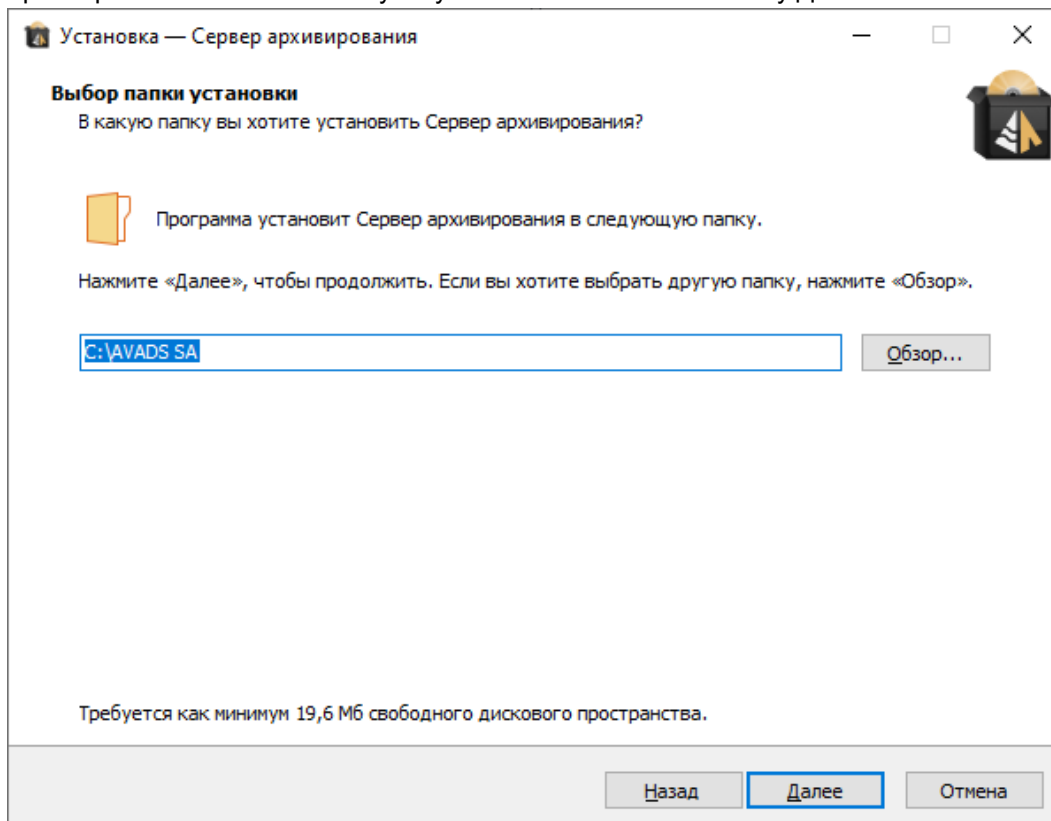 Установка — Сервер архивирования
Выбор папки установки
В какую папку вы хотите установить Сервер архивирования?
Программа установит Сервер архивирования в следующую папку.
Нажмите «Далее», чтобы продолжить. Если вы хотите выбрать другую папку, нажмите «Обзор».
C:\AVADS SA
Обзор...
Требуется как минимум 19,6 Мб свободного дискового пространства.
Назад
Далее
Отмена